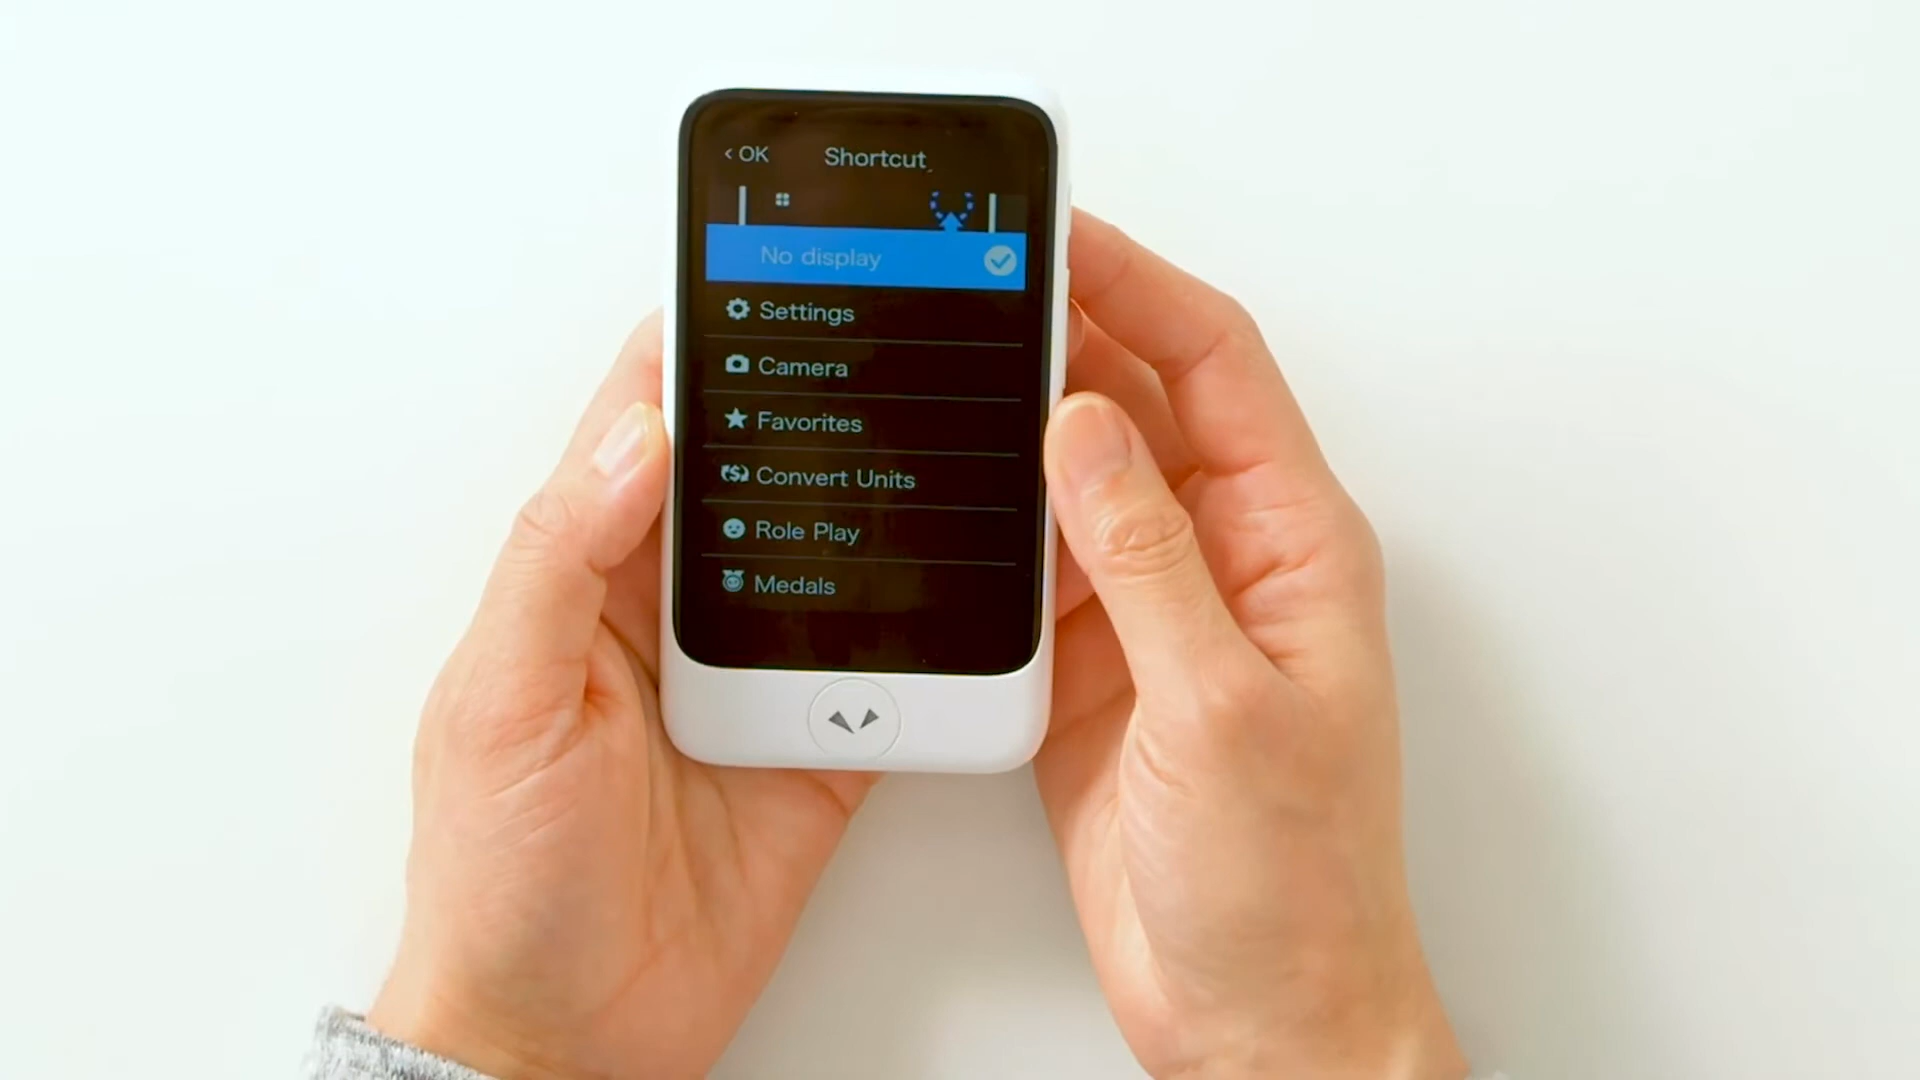 < OK Shortcut
No display
Settings
Camera
Favorites
Convert Units
Role Play
Medals